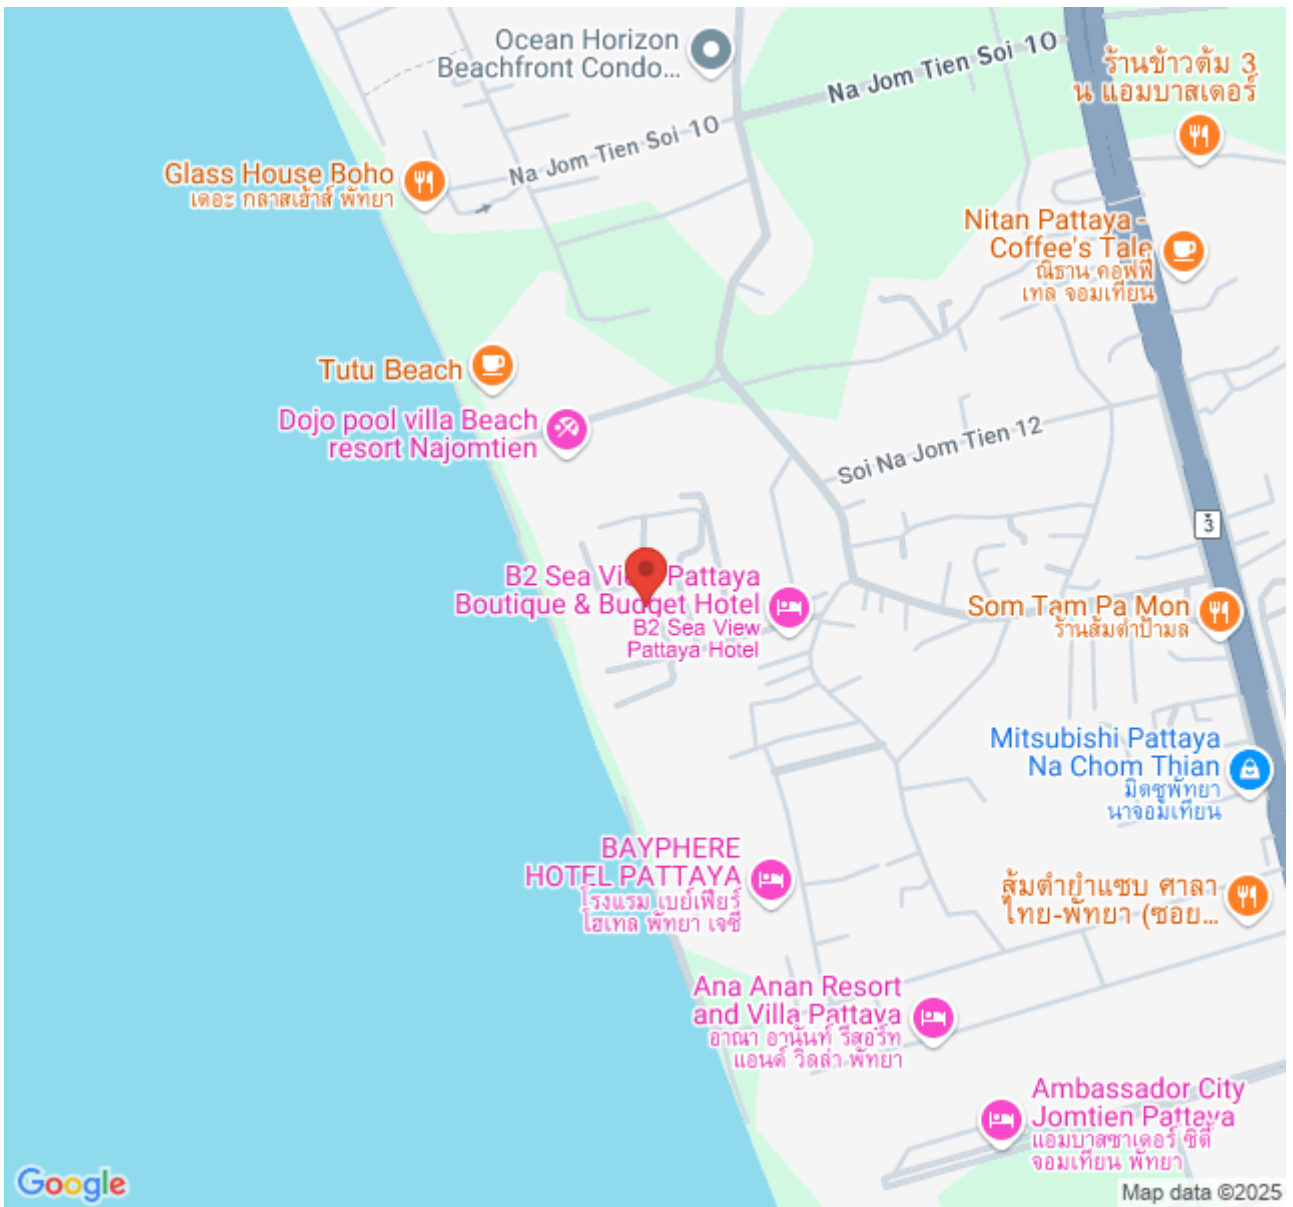 Ocean Horizon
Beachfront Condo...
Na Jom Tien Soi 10
ร้านข้าวต้ม 3
น แอมบาสเดอร์
Na Jom Tien Soi 10
Glass House Boho
เดอะ กลาสเฮ้าส์ พัทยา
Nitan Pattaya -
Coffee's Tale
ณิธาน คอฟฟี่
เทล จอมเทียน
Tutu Beach
Dojo pool villa Beach
resort Najomtien
Soi Na Jom Tien 12
3
B2 Sea View Pattaya
Boutique & Budget Hotel
B2 Sea View
Pattaya Hotel
Som Tam Pa Mon
ร้านส้มตำป้ามล
Mitsubishi Pattaya
Na Chom Thian
มิตซูพัทยา
นาจอมเทียน
BAYPHERE
HOTEL PATTAYA
โรงแรม เบย์เฟียร์
โฮเทล พัทยา เจซี
ส้มตำยำแซบ ศาลา
ไทย-พัทยา (ซอย...
Ana Anan Resort
and Villa Pattaya
อาณา อานันท์ รีสอร์ท
แอนด์ วิลล่า พัทยา
Ambassador City
Jomtien Pattaya
แอมบาสซาเดอร์ ซิตี้
จอมเทียน พัทยา
Google
Map data ©2025